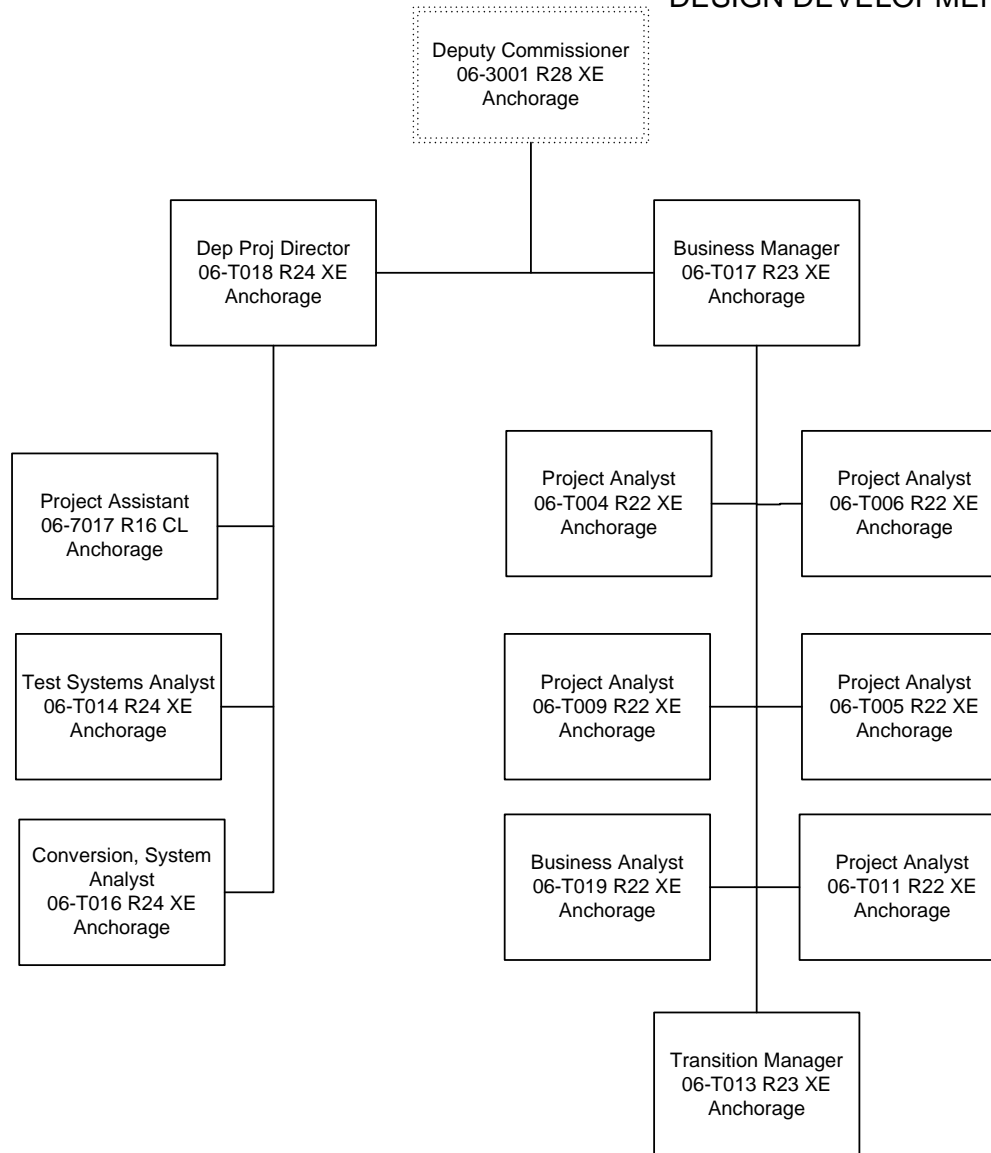 DESIGN DEVELOPME
Deputy Commissioner
06-3001 R28 XE
Anchorage
Dep Proj Director
06-T018 R24 XE
Anchorage
Business Manager
06-T017 R23 XE
Anchorage
Project Assistant
06-7017 R16 CL
Anchorage
Test Systems Analyst
06-T014 R24 XE
Anchorage
Conversion, System
Analyst
06-T016 R24 XE
Anchorage
Project Analyst
06-T004 R22 XE
Anchorage
Project Analyst
06-T006 R22 XE
Anchorage
Project Analyst
06-T009 R22 XE
Anchorage
Project Analyst
06-T005 R22 XE
Anchorage
Business Analyst
06-T019 R22 XE
Anchorage
Project Analyst
06-T011 R22 XE
Anchorage
Transition Manager
06-T013 R23 XE
Anchorage